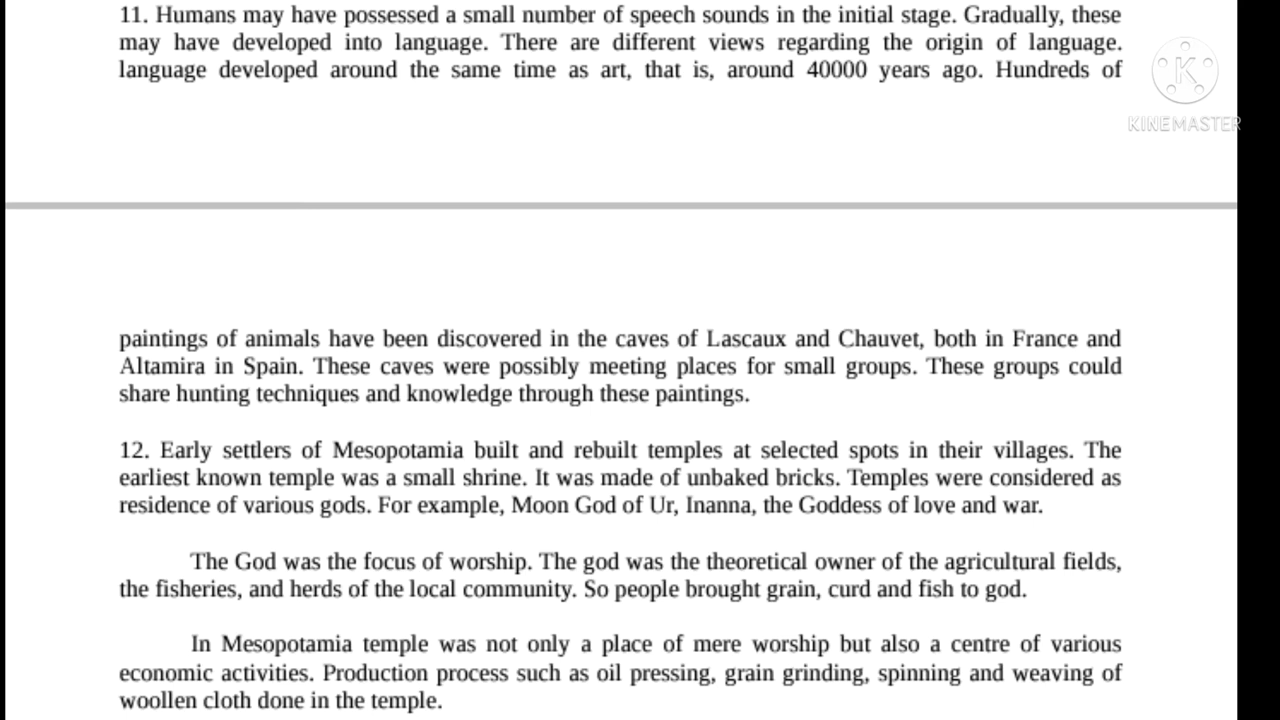 11. Humans may have possessed a small number of speech sounds in the initial stage. Gradually, these
may have developed into language. There are different views regarding the origin of language.
language developed around the same time as art, that is, around 40000 years ago. Hundreds of
KINEMASTER
paintings of animals have been discovered in the caves of Lascaux and Chauvet, both in France and
Altamira in Spain. These caves were possibly meeting places for small groups. These groups could
share hunting techniques and knowledge through these paintings.
12. Early settlers of Mesopotamia built and rebuilt temples at selected spots in their villages. The
earliest known temple was a small shrine. It was made of unbaked bricks. Temples were considered as
residence of various gods. For example, Moon God of Ur, Inanna, the Goddess of love and war.
The God was the focus of worship. The god was the theoretical owner of the agricultural fields,
the fisheries, and herds of the local community. So people brought grain, curd and fish to god.
In Mesopotamia temple was not only a place of mere worship but also a centre of various
economic activities. Production process such as oil pressing, grain grinding, spinning and weaving of
woollen cloth done in the temple.